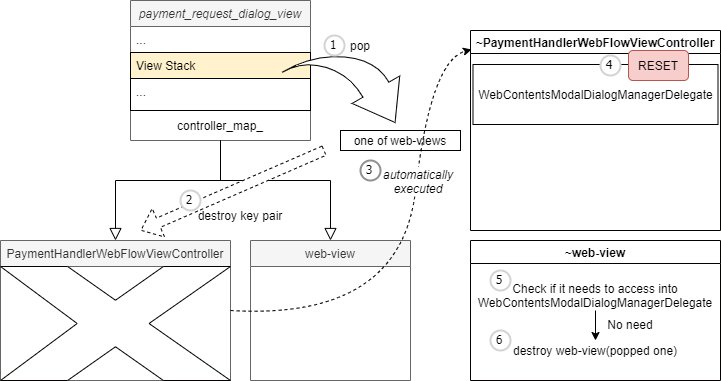 payment_request_dialog_view
...
View Stack
...
controller_map_
1 pop
one of web-views
2
destroy key pair
3 automatically
executed
PaymentHandlerWebFlowViewController
web-view
~PaymentHandlerWebFlowViewController
4 RESET
WebContentsModalDialogManagerDelegate
~web-view
5
Check if it needs to access into
WebContentsModalDialogManagerDelegate
No need
6
destroy web-view(popped one)